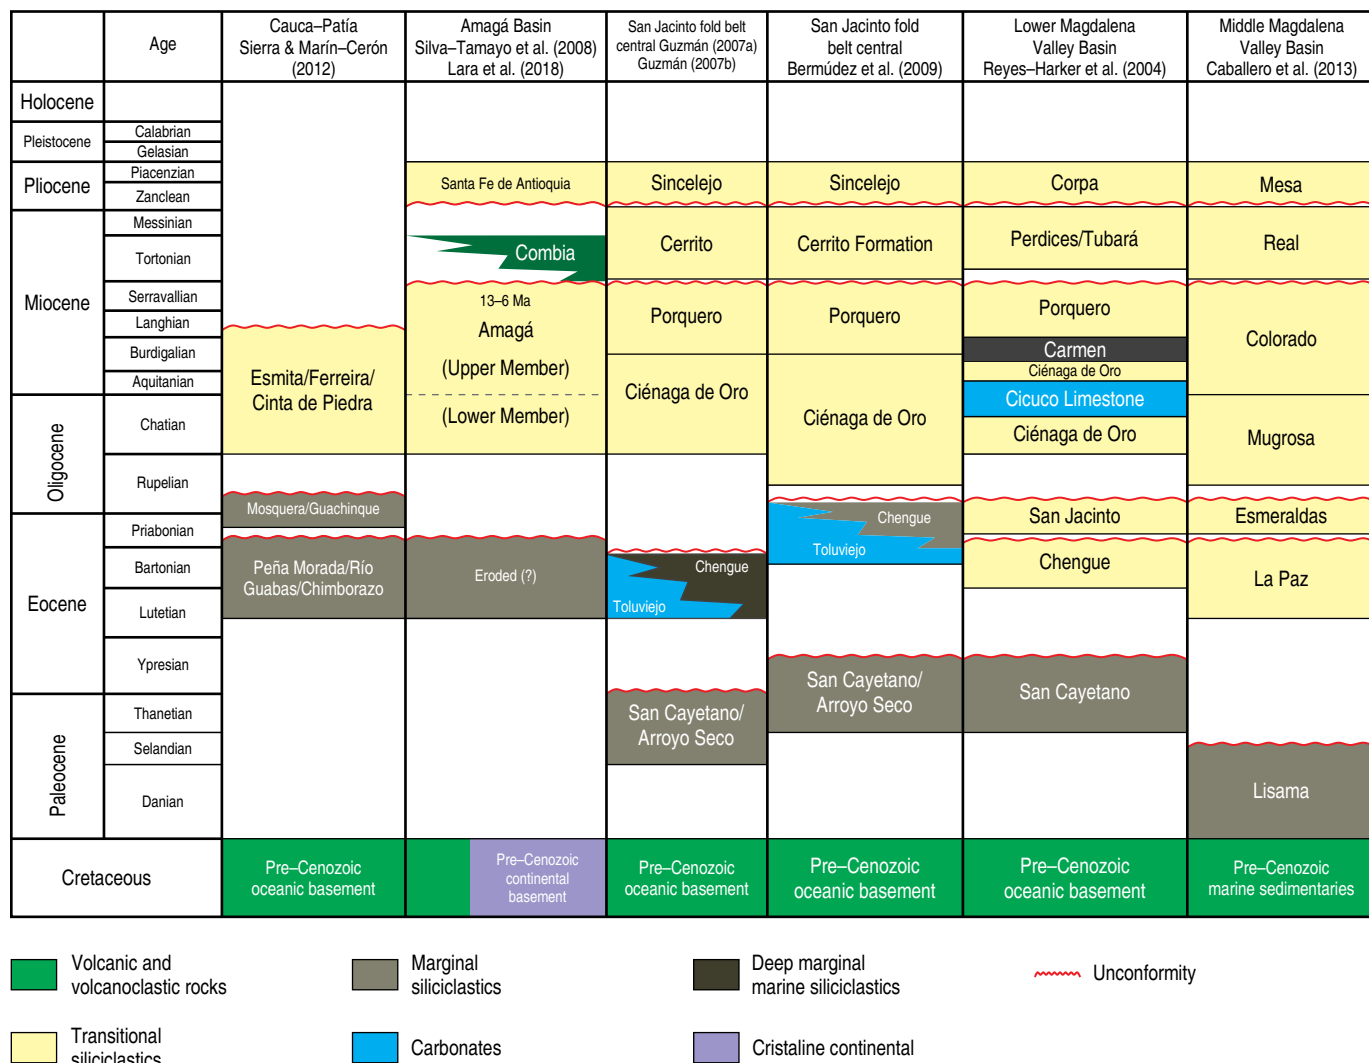 Age
Cauca–Patía
Sierra & Marín–Cerón
(2012)
Amagá Basin
Silva–Tamayo et al. (2008)
Lara et al. (2018)
San Jacinto fold belt
central Guzmán (2007a)
Guzmán (2007b)
San Jacinto fold
belt central
Bermúdez et al. (2009)
Lower Magdalena
Valley Basin
Reyes–Harker et al. (2004)
Middle Magdalena
Valley Basin
Caballero et al. (2013)
Holocene
Pleistocene
Calabrian
Gelasian
Pliocene
Piacenzian
Zanclean
Santa Fe de Antioquia
Sincelejo
Sincelejo
Corpa
Mesa
Miocene
Messinian
Tortonian
Serravallian
Langhian
Burdigalian
Aquitanian
Combia
Cerrito
Cerrito Formation
Perdices/Tubará
Real
13–6 Ma
Amagá
(Upper Member)
(Lower Member)
Porquero
Porquero
Porquero
Carmen
Ciénaga de Oro
Cicuco Limestone
Ciénaga de Oro
Colorado
Esmita/Ferreira/
Cinta de Piedra
Ciénaga de Oro
Ciénaga de Oro
Mugrosa
Oligocene
Chatian
Rupelian
Mosquera/Guachinque
Chengue
Toluviejo
San Jacinto
Esmeraldas
Eocene
Priabonian
Bartonian
Lutetian
Ypresian
Peña Morada/Río
Guabas/Chimborazo
Eroded (?)
Chengue
Toluviejo
Chengue
La Paz
San Cayetano/
Arroyo Seco
San Cayetano
Paleocene
Thanetian
Selandian
Danian
San Cayetano/
Arroyo Seco
Lisama
Cretaceous
Pre–Cenozoic
oceanic basement
Pre–Cenozoic
continental
basement
Pre–Cenozoic
oceanic basement
Pre–Cenozoic
oceanic basement
Pre–Cenozoic
oceanic basement
Pre–Cenozoic
marine sedimentaries
Volcanic and
volcanoclastic rocks
Marginal
siliciclastics
Deep marginal
marine siliciclastics
Unconformity
Transitional
siliciclastics
Carbonates
Cristaline continental